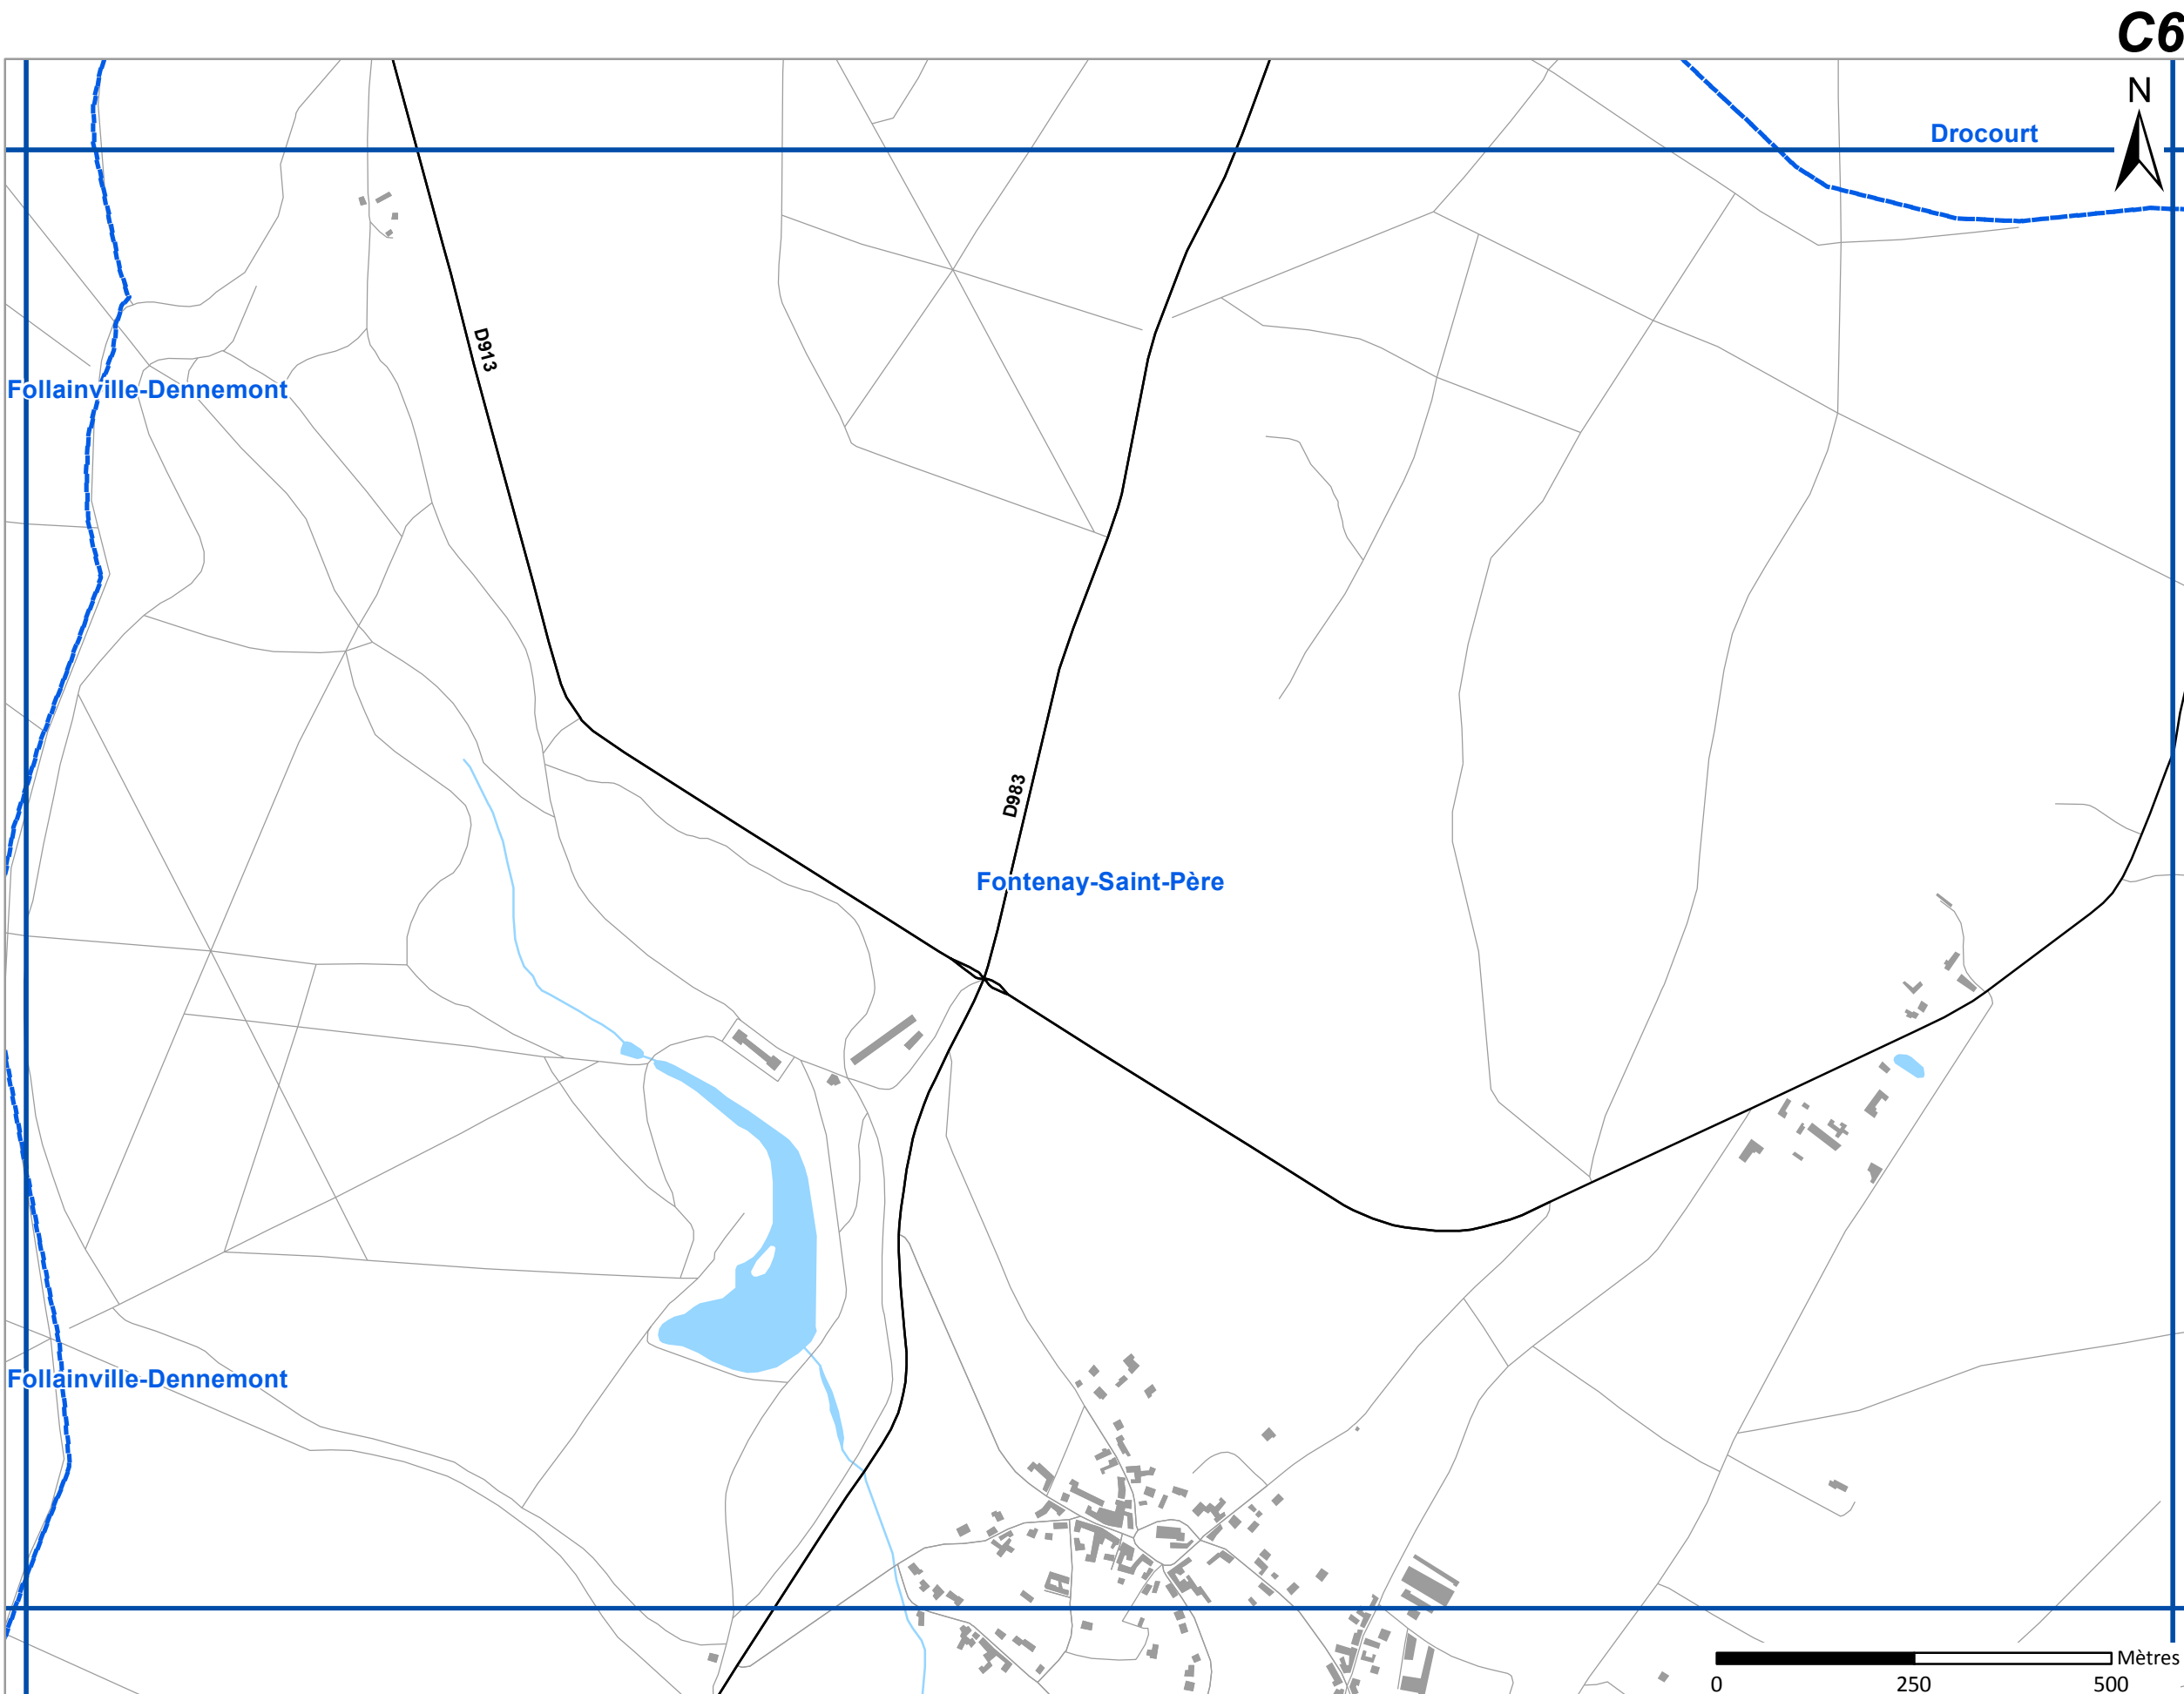 C6
N
Drocourt
D913
Follainville-Dennemont
D983
Fontenay-Saint-Père
Follainville-Dennemont
Mètres
0 250 500